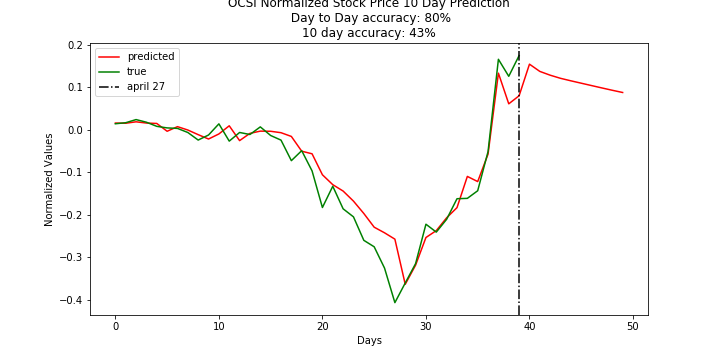 OCSI Normalized Stock Price 10 Day Prediction
Day to Day accuracy: 80%
10 day accuracy: 43%
predicted
true
april 27
Normalized Values
0.2
0.1
0.0
−0.1
−0.2
−0.3
−0.4
0
10
20
30
40
50
Days